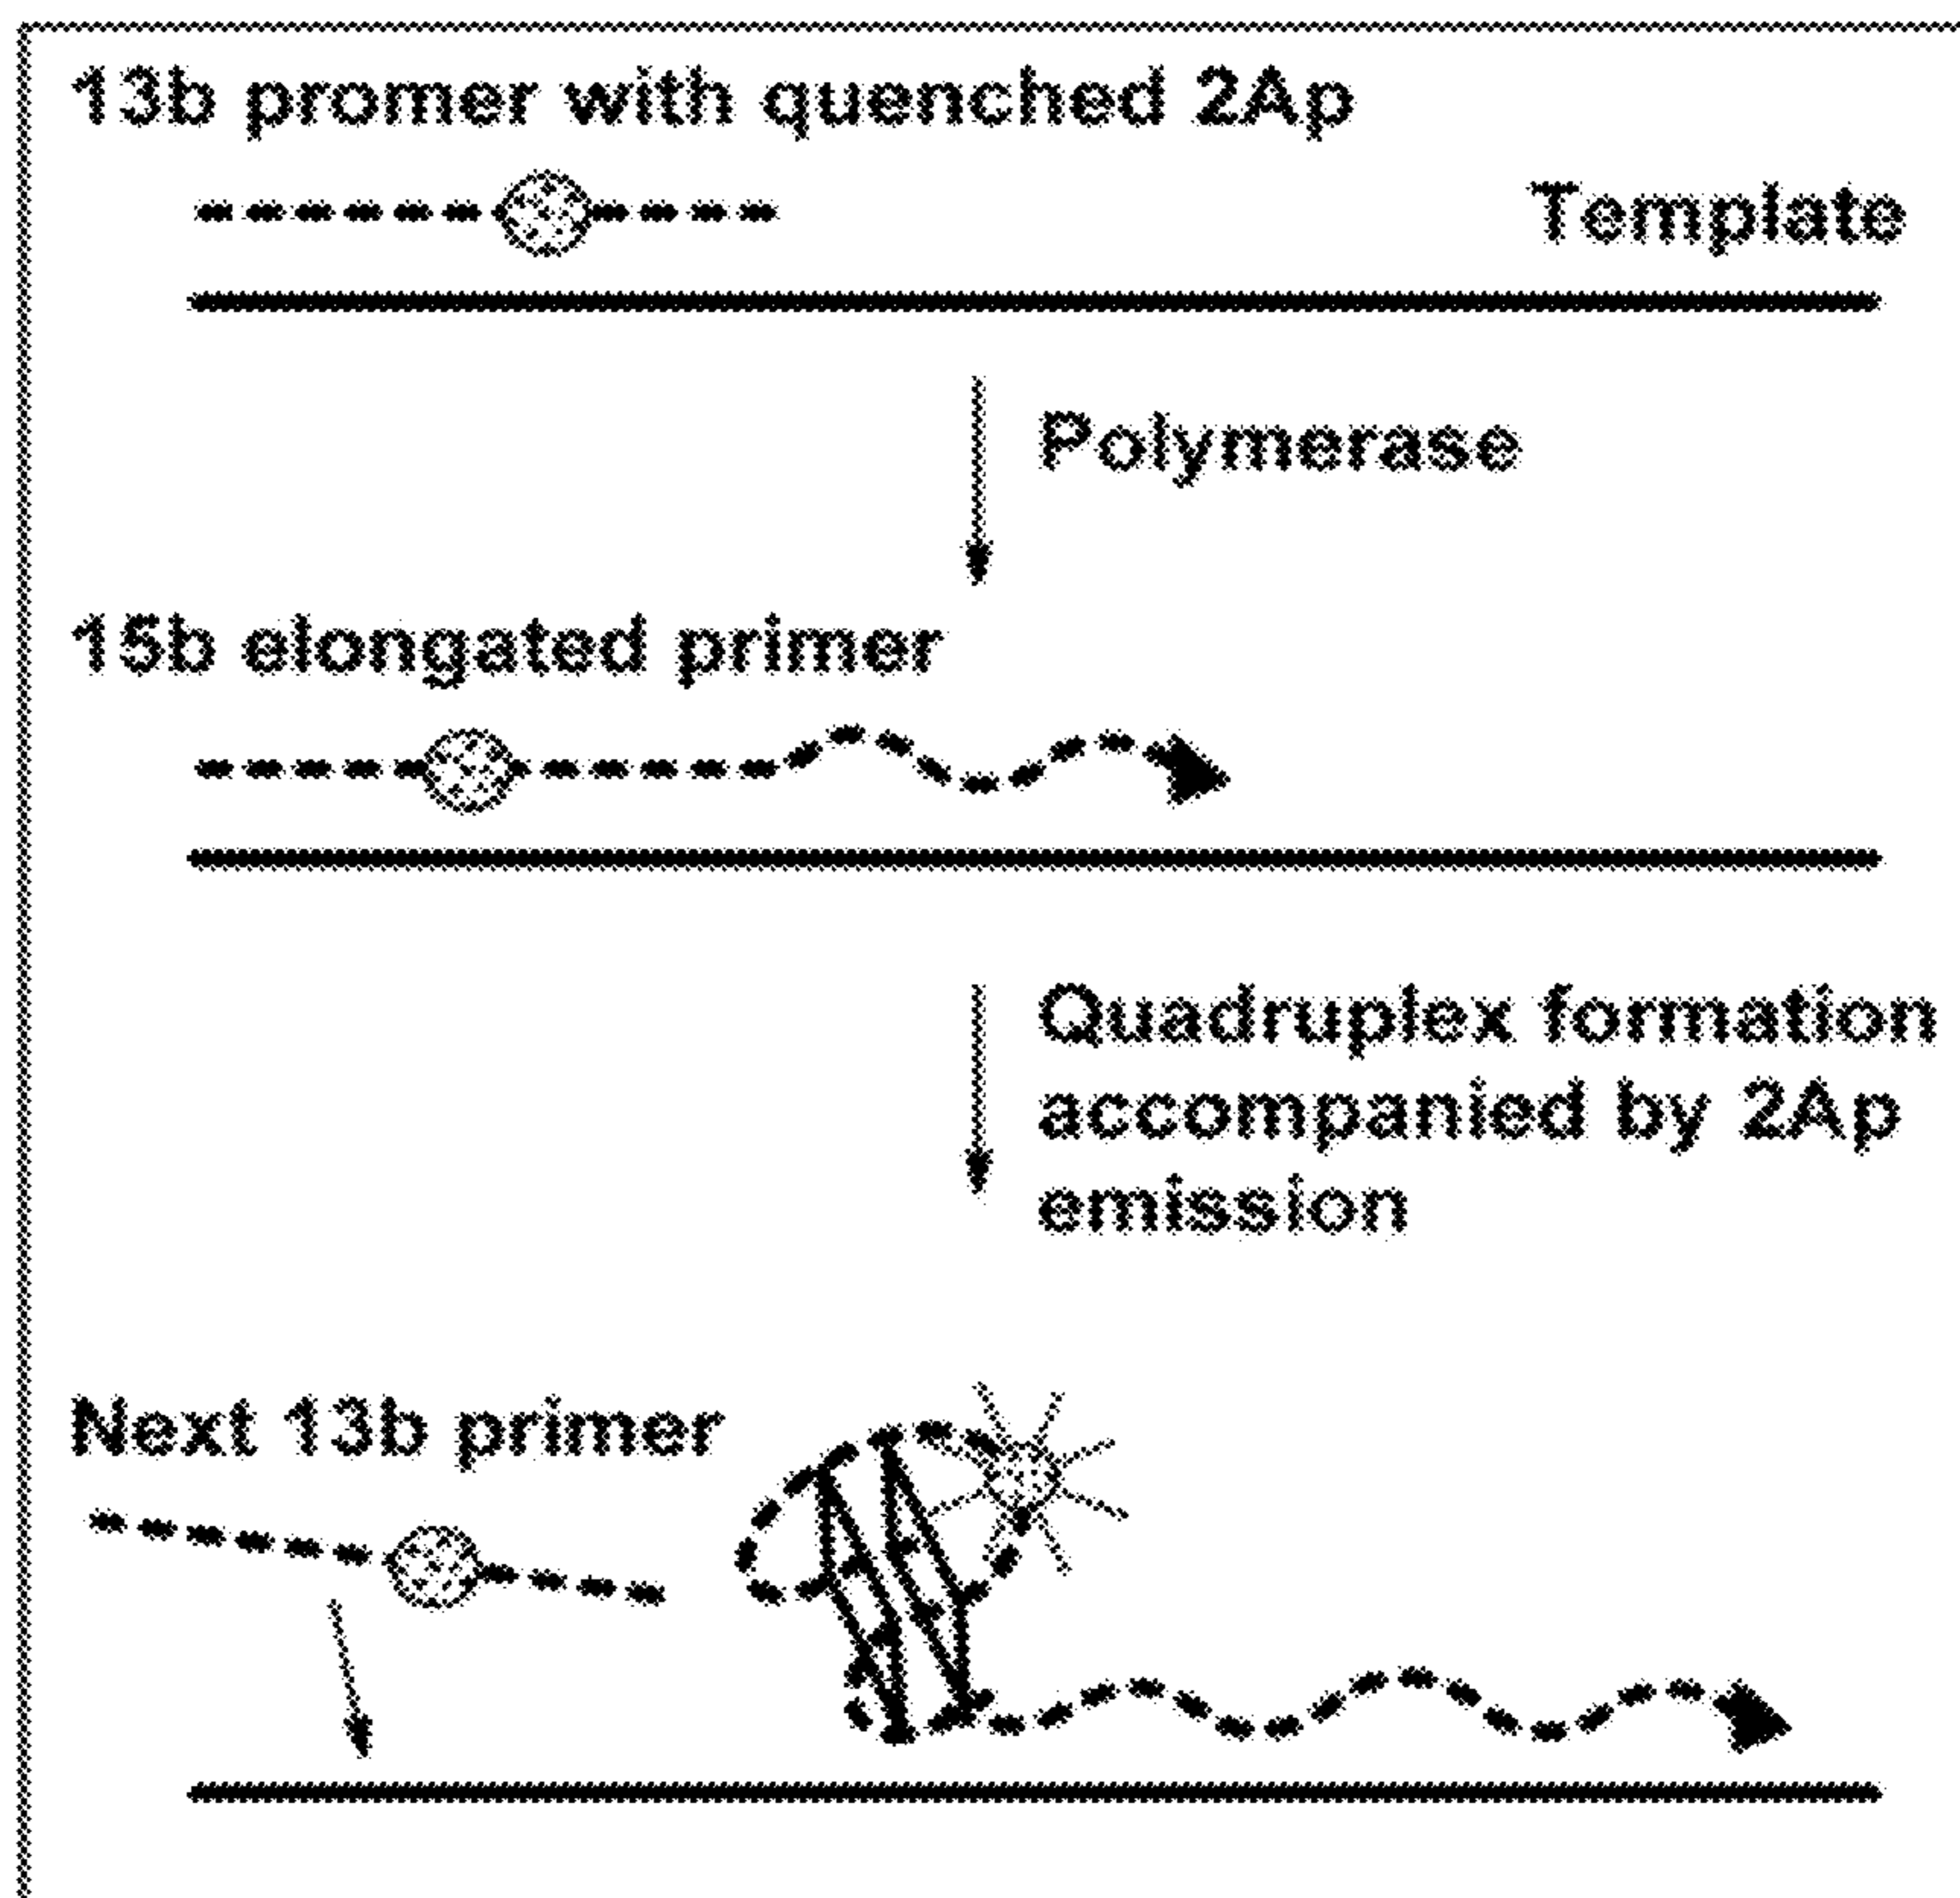 13b promer with quenched 2Ap
Template
Polymerase
15b elongated primer
Quadruplex formation
accompanied by 2Ap
emission
Next 13b primer